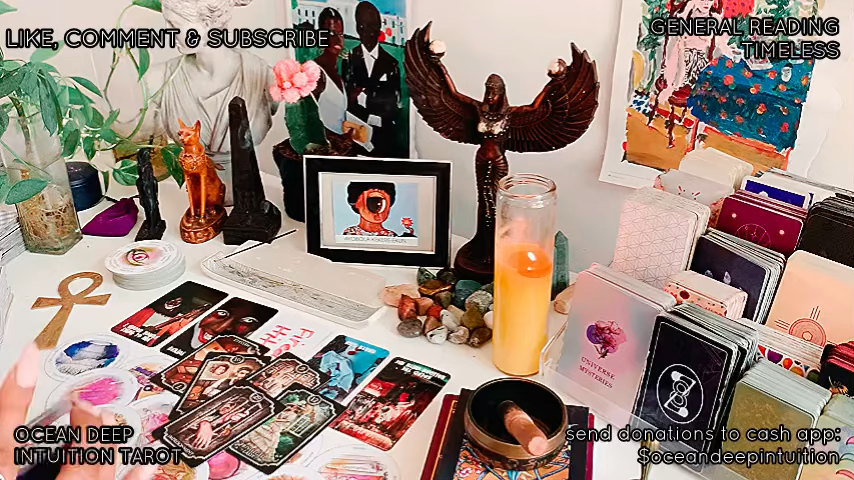 LIKE, COMMENT & SUBSCRIBE
GENERAL READING
TIMELESS
UNIVERSE
MYSTERIES
OCEAN DEEP
INTUITION TAROT
send donations to cash app:
$oceandeepintuition